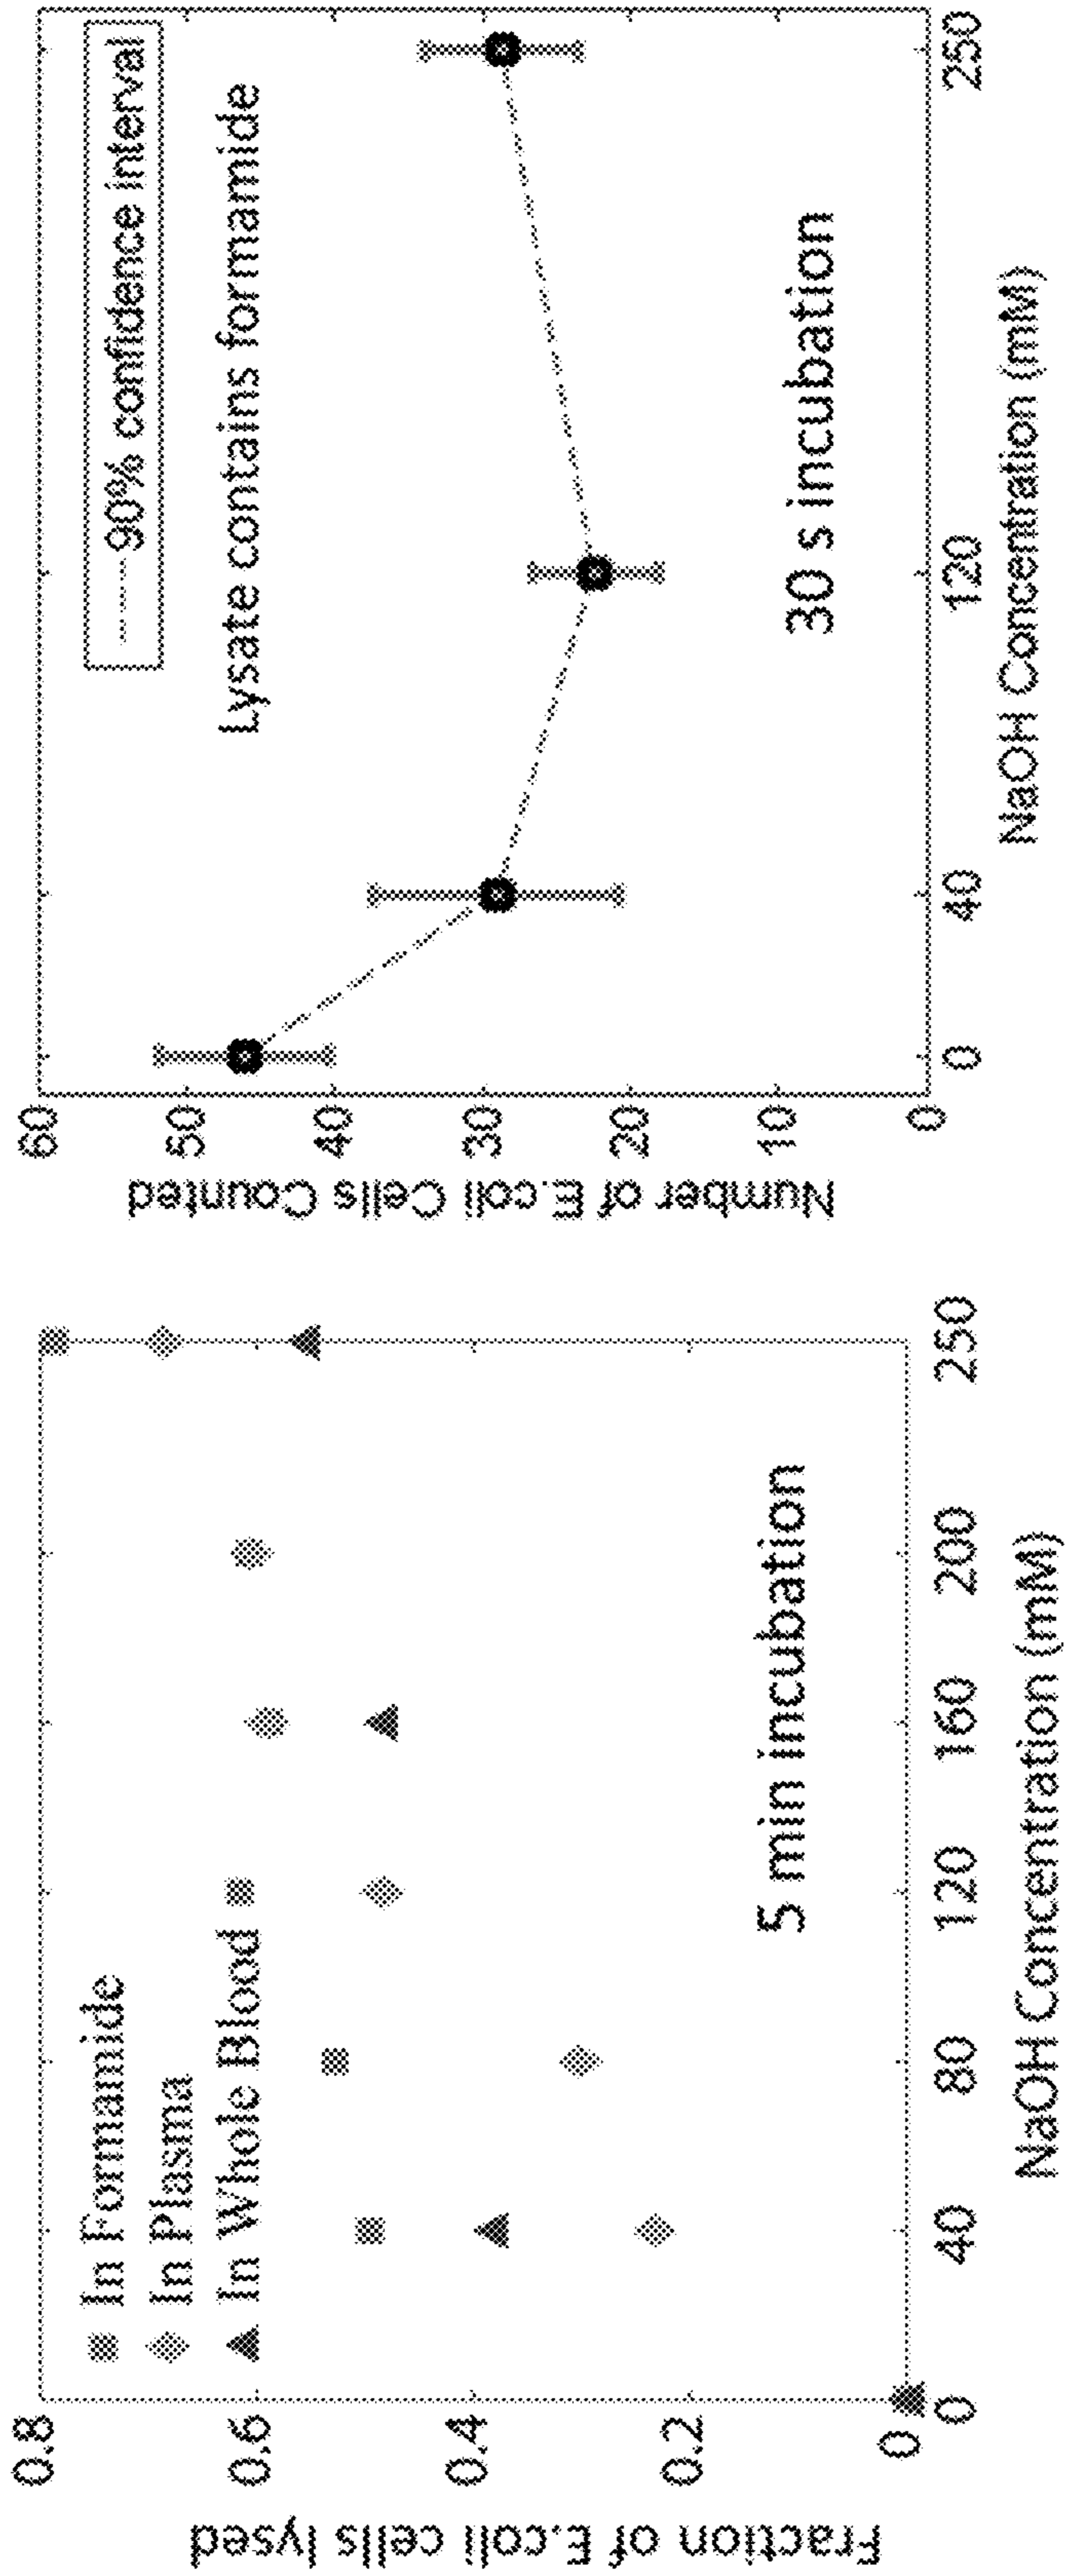 Fraction of E.coli cells lysed
0.8
0.6
0.4
0.2
0
In Formamide
In Plasma
In Whole Blood
5 min incubation
0 40 80 120 160 200 250
NaOH Concentration (mM)
Number of E.coli Cells Counted
60
50
40
30
20
10
0
90% confidence interval
Lysate contains formamide
30 s incubation
0 40 120 250
NaOH Concentration (mM)